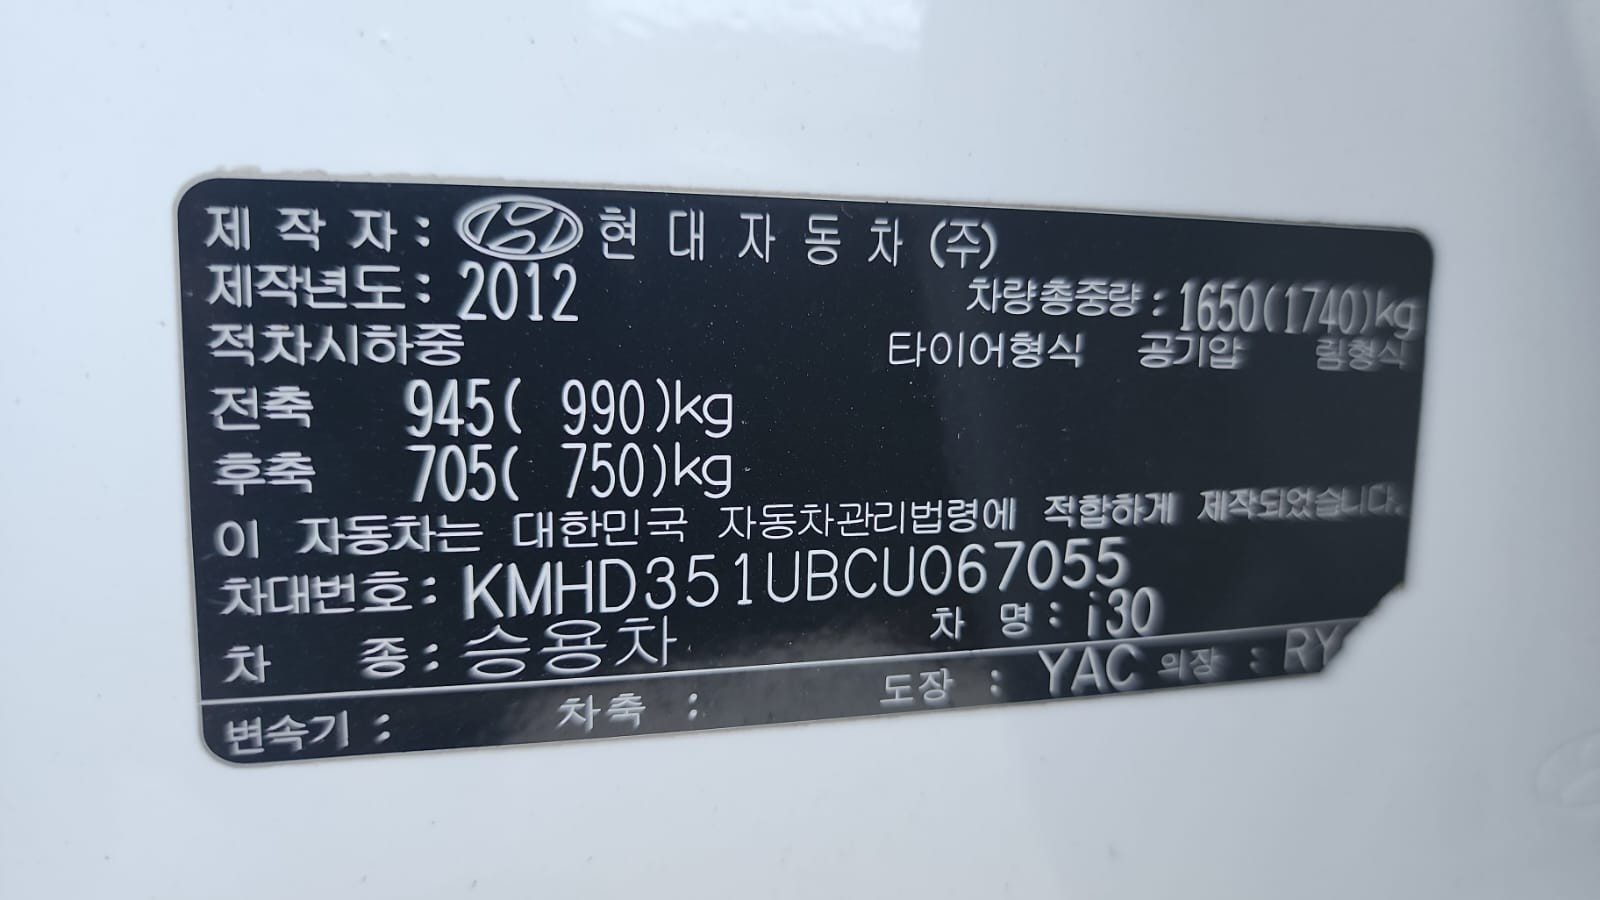 제 작 자 : 현 대 자 동 차 (주)
제작년도 : 2012 차량총중량 : 1650(1740)kg
적차시하중 타이어형식 공기압 림형식
전축 945( 990)kg
후축 705( 750)kg
이 자동차는 대한민국 자동차관리법령에 적합하게 제작되었습니다.
차대번호 : KMHD351UBCU067055
차 종 : 승용차 차 명 : i30
변속기 : 차축 : 도장 : YAC 의장 : RY